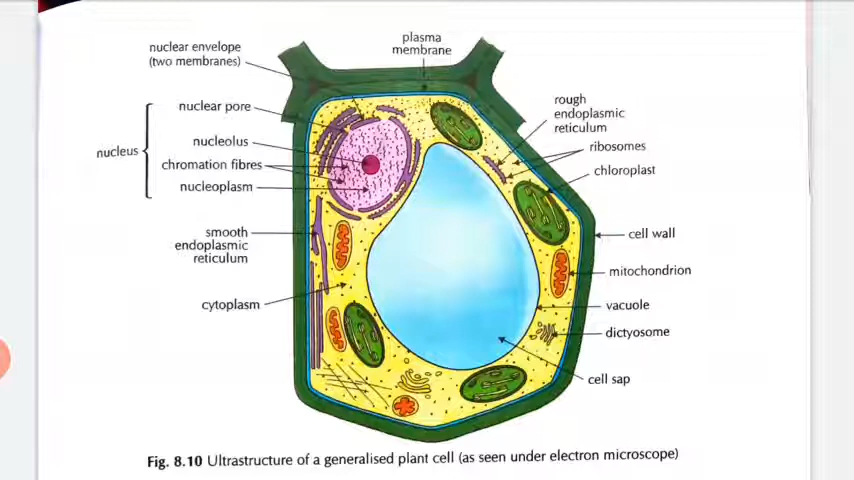 nuclear envelope
(two membranes)
plasma
membrane
nuclear pore
nucleolus
nucleus
chromation fibres
nucleoplasm
rough
endoplasmic
reticulum
ribosomes
chloroplast
smooth
endoplasmic
reticulum
cell wall
mitochondrion
cytoplasm
vacuole
dictyosome
cell sap
Fig. 8.10 Ultrastructure of a generalised plant cell (as seen under electron microscope)